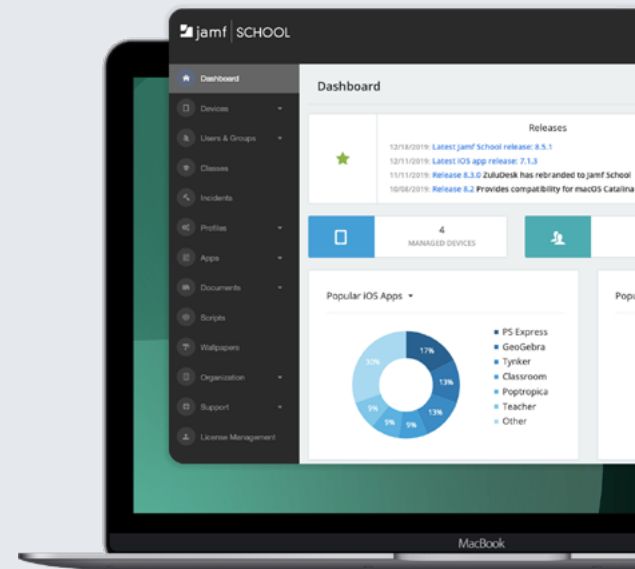 jamf SCHOOL
Dashboard
Devices
Users & Groups
Classes
Incidents
Profiles
Apps
Documents
Scripts
Wallpapers
Organization
Support
License Management
Dashboard
Releases
12/18/2019: Latest Jamf School release: 8.5.1
12/11/2019: Latest iOS app release: 7.1.3
11/11/2019: Release 8.3.0 ZuluDesk has rebranded to Jamf School
10/08/2019: Release 8.2 Provides compatibility for macOS Catalina
4
MANAGED DEVICES
Popular iOS Apps
17%
13%
13%
9%
9%
9%
30%
PS Express
GeoGebra
Tynker
Classroom
Poptropica
Teacher
Other
Popu
MacBook